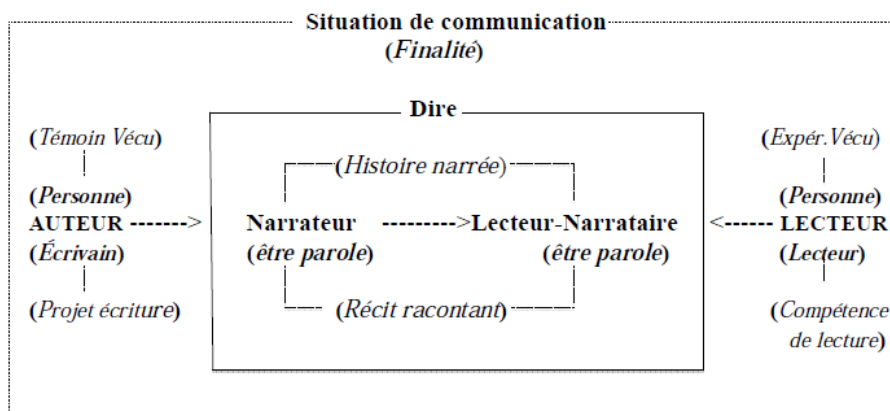 Situation de communication
(Finalité)
Dire
(Témoin Vécu) (Expér.Vécu)
(Histoire narrée)
(Personne) (Personne)
AUTEUR -------> Narrateur --------->Lecteur-Narrataire <------ LECTEUR
(Écrivain) (être parole) (être parole) (Lecteur)
(Projet écriture) (Récit racontant) (Compétence
de lecture)